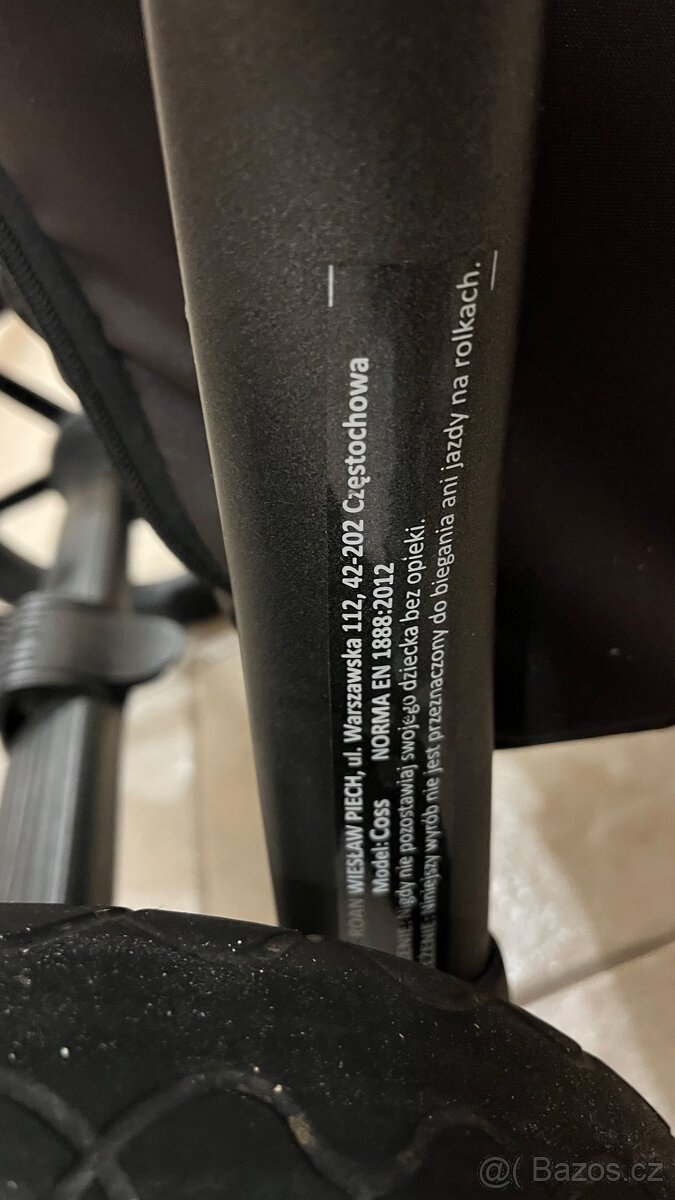 ROAN WIESŁAW PIECH, ul. Warszawska 112, 42-202 Częstochowa
Model: Coss NORMA EN 1888:2012
Nigdy nie pozostawiaj swojego dziecka bez opieki.
Niniejszy wyrób nie jest przeznaczony do biegania ani jazdy na rolkach.
@( Bazos.cz